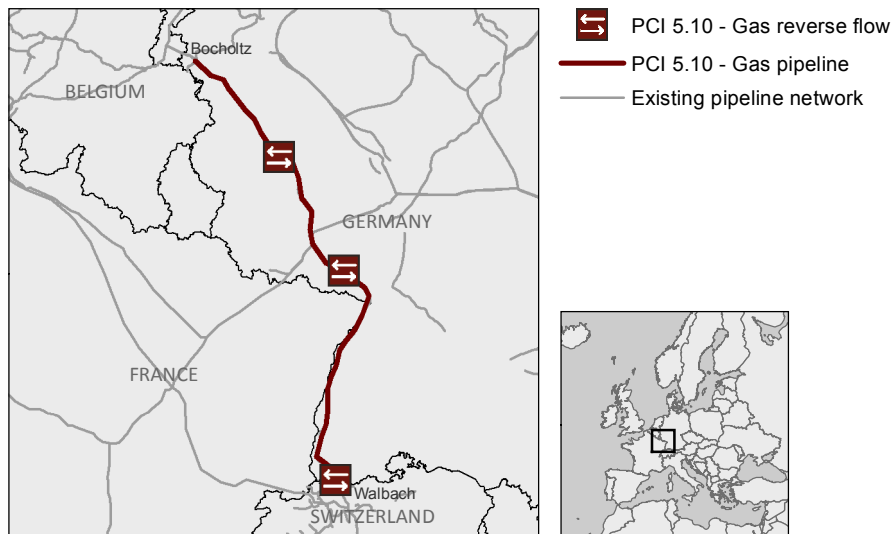 Bocholtz
BELGIUM
GERMANY
FRANCE
Walbach
SWITZERLAND
PCI 5.10 - Gas reverse flow
PCI 5.10 - Gas pipeline
Existing pipeline network